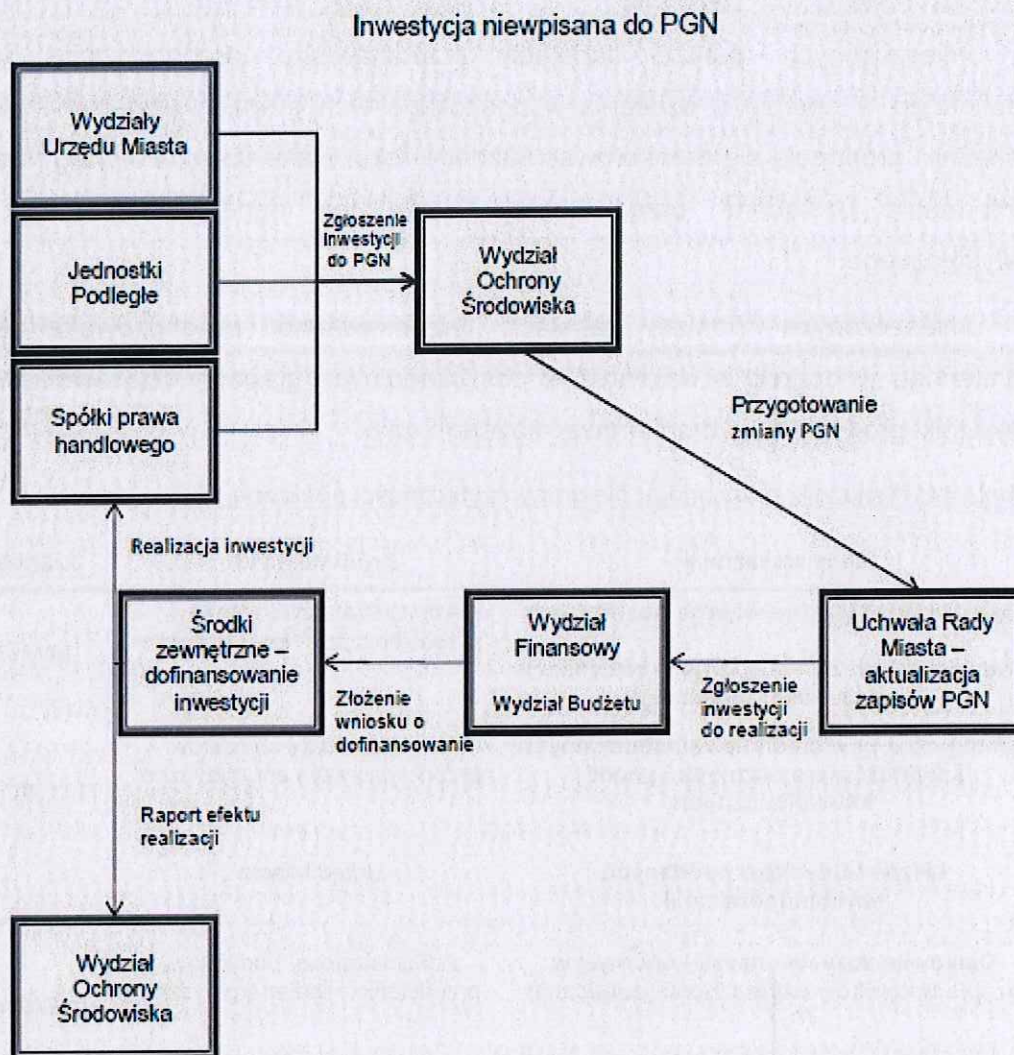 Inwestycja niewpisana do PGN
Wydziały
Urzędu Miasta
Jednostki
Podległe
Spółki prawa
handlowego
Zgłoszenie
Inwestycji
do PGN
Wydział
Ochrony
Środowiska
Przygotowanie
zmiany PGN
Realizacja inwestycji
Środki
zewnętrzne –
dofinansowanie
inwestycji
Złożenie
wniosku o
dofinansowanie
Wydział
Finansowy
Wydział Budżetu
Zgłoszenie
inwestycji
do realizacji
Uchwała Rady
Miasta –
aktualizacja
zapisów PGN
Raport efektu
realizacji
Wydział
Ochrony
Środowiska